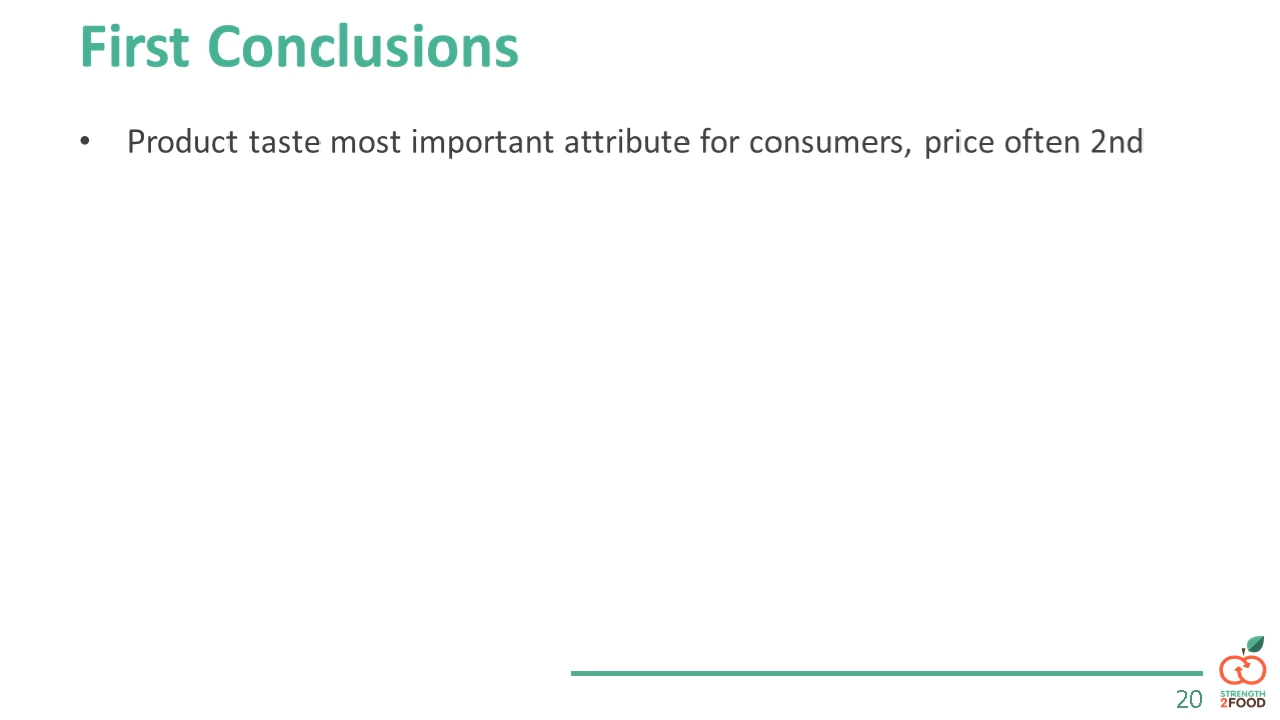 First Conclusions
• Product taste most important attribute for consumers, price often 2nd
20
STRENGTH
2FOOD